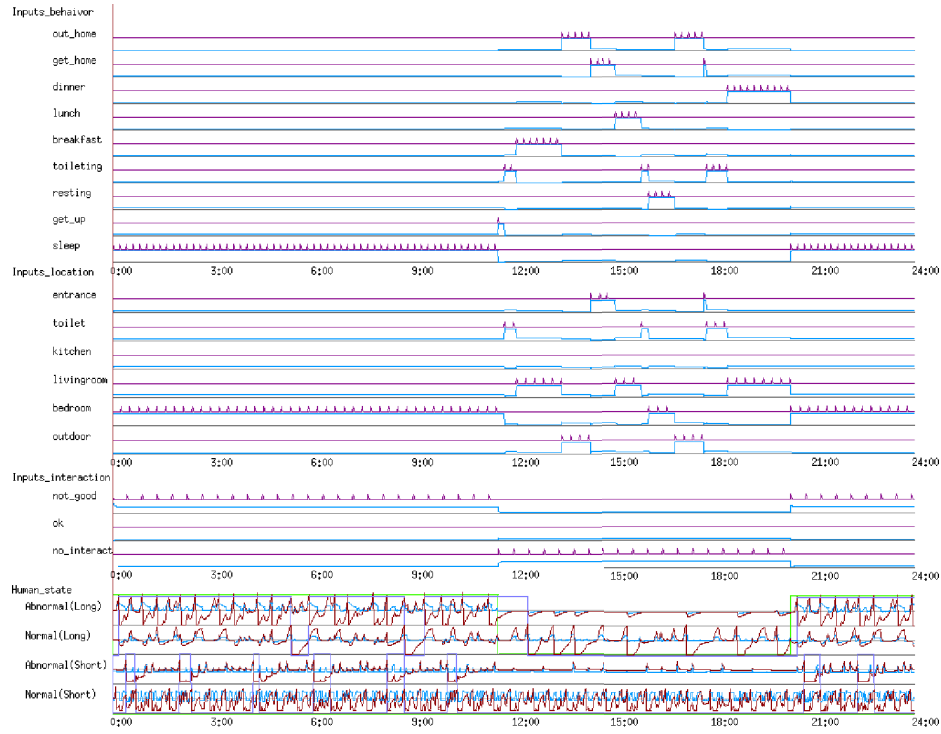 Inputs_behaivor
out_home
get_home
dinner
lunch
breakfast
toileting
resting
get_up
sleep
0:00 3:00 6:00 9:00 12:00 15:00 18:00 21:00 24:00
Inputs_location
entrance
toilet
kitchen
livingroom
bedroom
outdoor
0:00 3:00 6:00 9:00 12:00 15:00 18:00 21:00 24:00
Inputs_interaction
not_good
ok
no_interact
0:00 3:00 6:00 9:00 12:00 15:00 18:00 21:00 24:00
Human_state
Abnormal(Long)
Normal(Long)
Abnormal(Short)
Normal(Short)
0:00 3:00 6:00 9:00 12:00 15:00 18:00 21:00 24:00